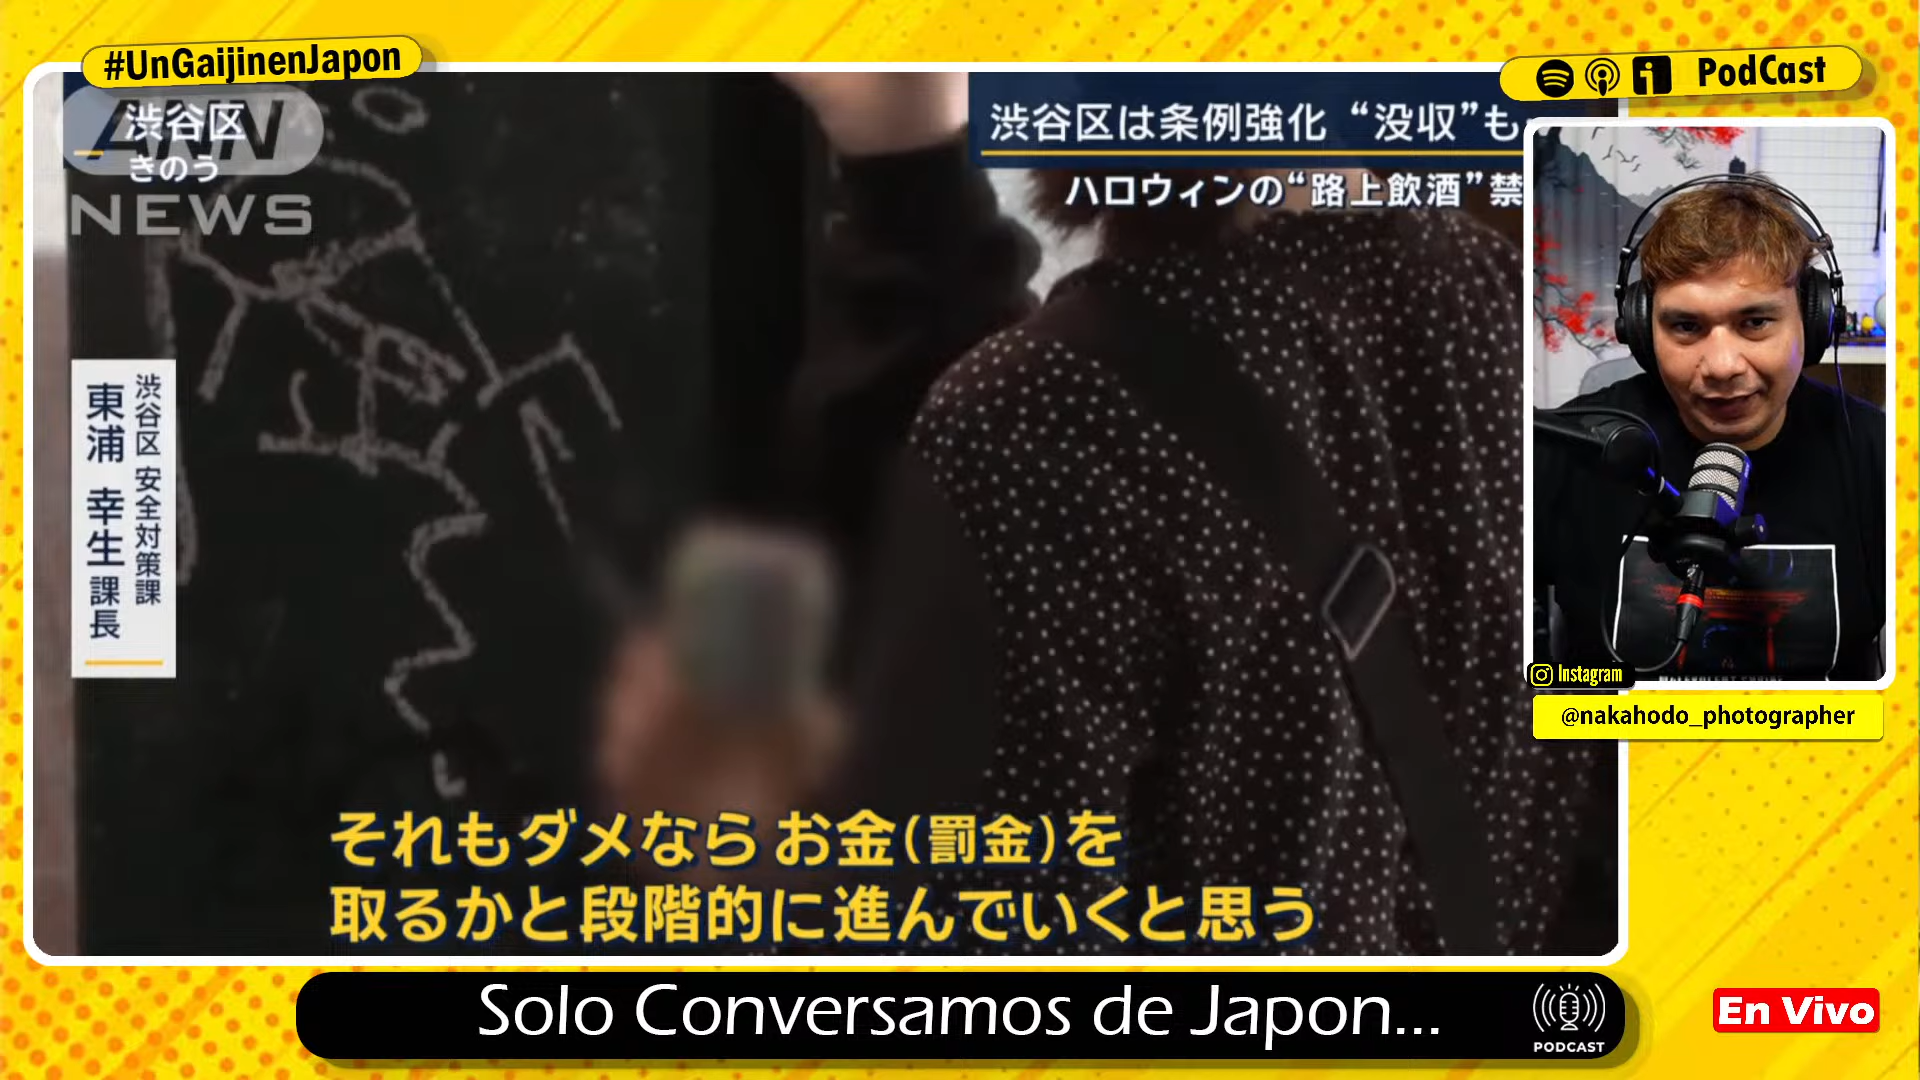 #UnGaijinenJapon
PodCast
ANN
NEWS
渋谷区
きのう
渋谷区は条例強化 “没収”も
ハロウィンの“路上飲酒”禁
渋谷区 安全対策課
東浦 幸生 課長
Instagram
@nakahodo_photographer
それもダメなら お金(罰金)を
取るかと段階的に進んでいくと思う
Solo Conversamos de Japon...
PODCAST
En Vivo